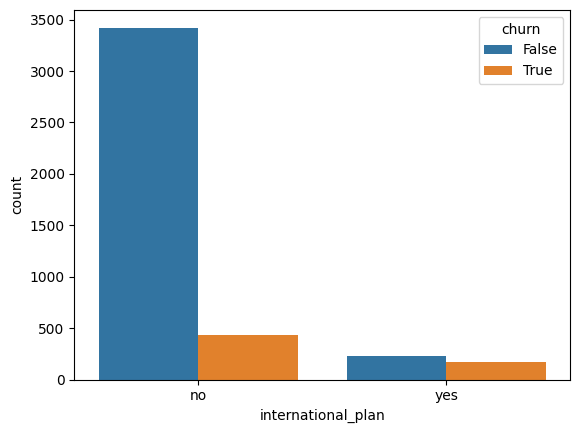 3500
3000
2500
2000
1500
1000
500
0
count
no
yes
international_plan
churn
False
True